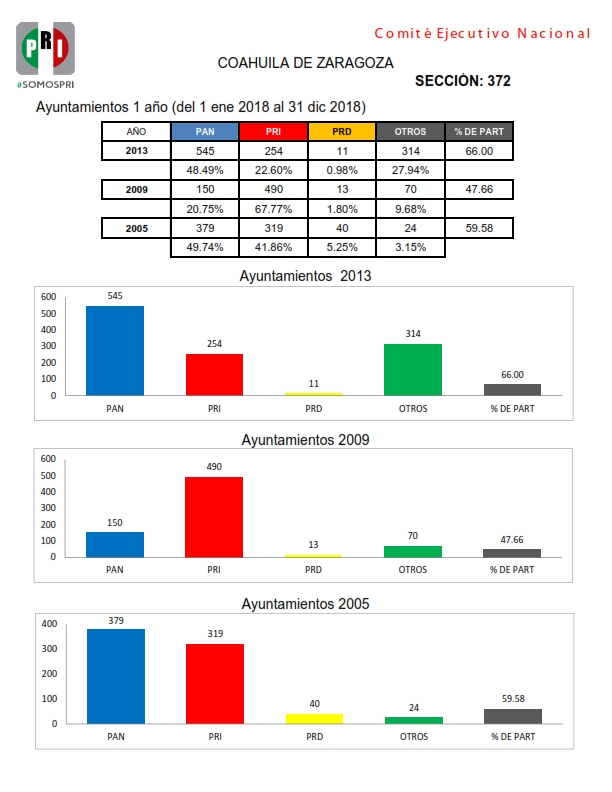 Comité Ejecutivo Nacional
PRI
#SOMOSPRI
COAHUILA DE ZARAGOZA
SECCIÓN: 372
Ayuntamientos 1 año (del 1 ene 2018 al 31 dic 2018)
AÑO PAN PRI PRD OTROS % DE PART
2013 545 254 11 314 66.00
48.49% 22.60% 0.98% 27.94%
2009 150 490 13 70 47.66
20.75% 67.77% 1.80% 9.68%
2005 379 319 40 24 59.58
49.74% 41.86% 5.25% 3.15%
Ayuntamientos 2013
600
500
400
300
200
100
0
545
254
11
314
66.00
PAN PRI PRD OTROS % DE PART
Ayuntamientos 2009
600
500
400
300
200
100
0
150
490
13
70
47.66
PAN PRI PRD OTROS % DE PART
Ayuntamientos 2005
400
300
200
100
0
379
319
40
24
59.58
PAN PRI PRD OTROS % DE PART